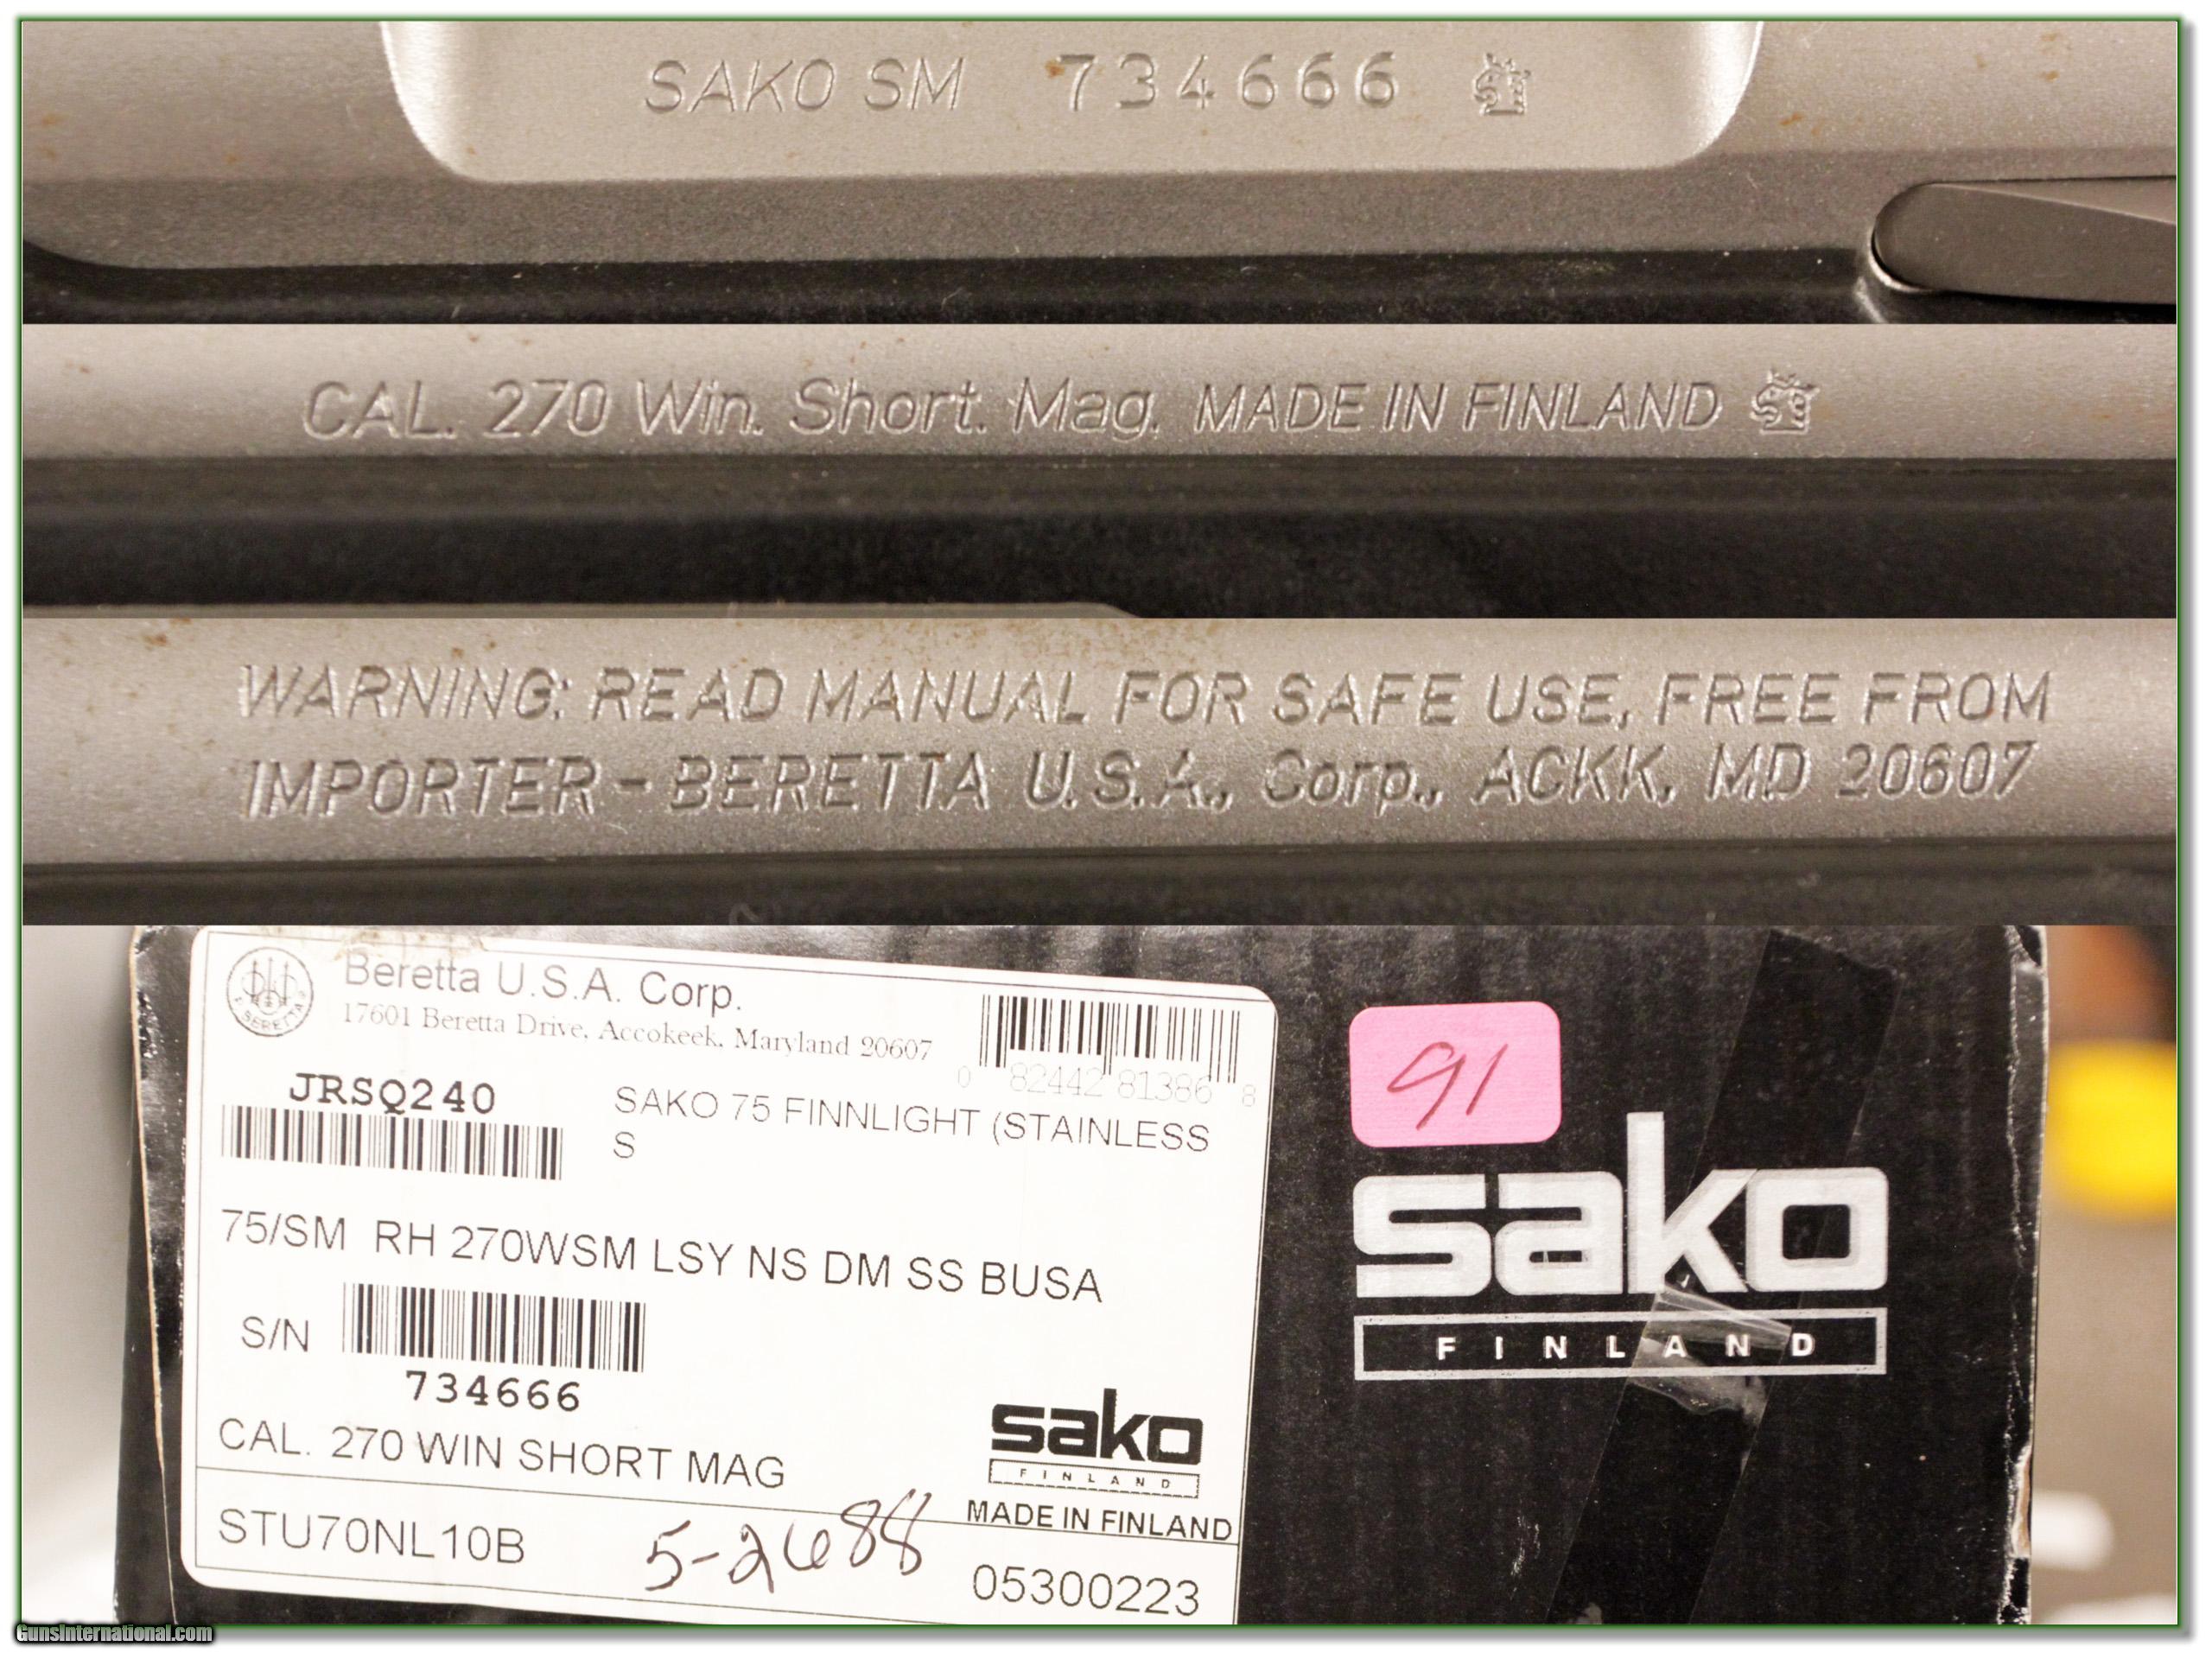 SAKO SM 734666
CAL. 270 Win. Short. Mag. MADE IN FINLAND
WARNING: READ MANUAL FOR SAFE USE, FREE FROM
IMPORTER - BERETTA U.S.A., Corp., ACKK, MD 20607
Beretta U.S.A. Corp.
17601 Beretta Drive, Accokeek, Maryland 20607
BERETTA
0 82442 81386 8
JRSQ240
SAKO 75 FINNLIGHT (STAINLESS
S
75/SM RH 270WSM LSY NS DM SS BUSA
S/N
734666
CAL. 270 WIN SHORT MAG
sako
FINLAND
MADE IN FINLAND
STU70NL10B
5-2688
05300223
91
sako
FINLAND
GunsInternational.com